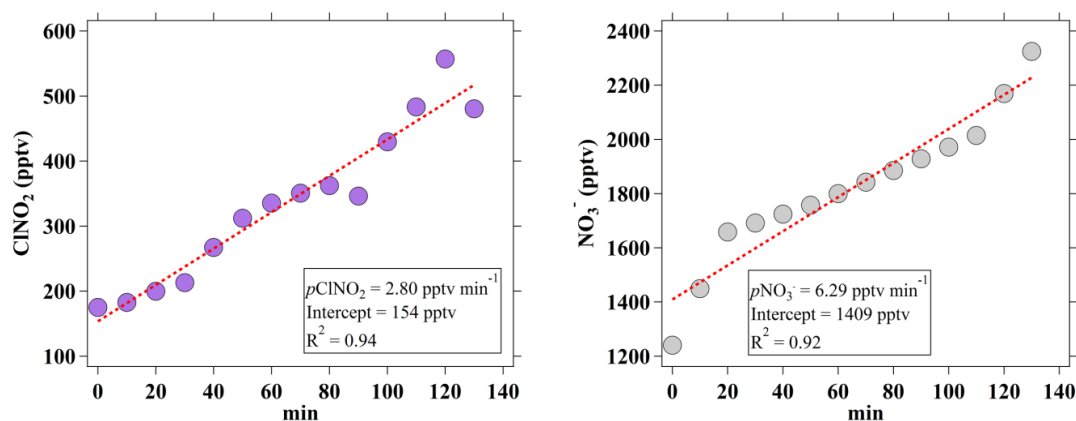 600
500
400
300
200
100
ClNO₂ (pptv)
pClNO₂ = 2.80 pptv min⁻¹
Intercept = 154 pptv
R² = 0.94
0 20 40 60 80 100 120 140
min
2400
2200
2000
1800
1600
1400
1200
NO₃⁻ (pptv)
pNO₃⁻ = 6.29 pptv min⁻¹
Intercept = 1409 pptv
R² = 0.92
0 20 40 60 80 100 120 140
min